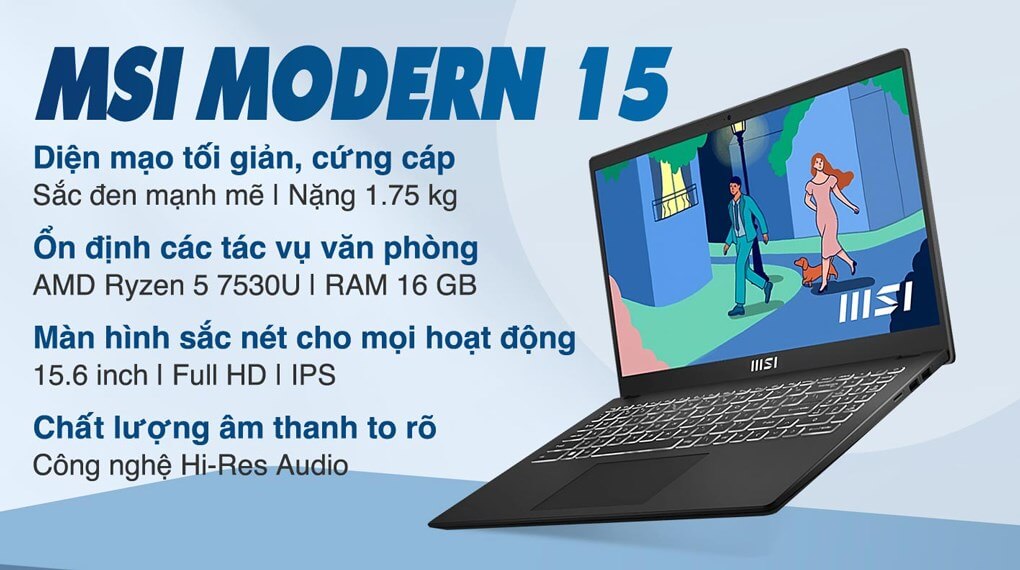 MSI MODERN 15
Diện mạo tối giản, cứng cáp
Sắc đen mạnh mẽ | Nặng 1.75 kg
Ổn định các tác vụ văn phòng
AMD Ryzen 5 7530U | RAM 16 GB
Màn hình sắc nét cho mọi hoạt động
15.6 inch | Full HD | IPS
Chất lượng âm thanh to rõ
Công nghệ Hi-Res Audio
msi
msi